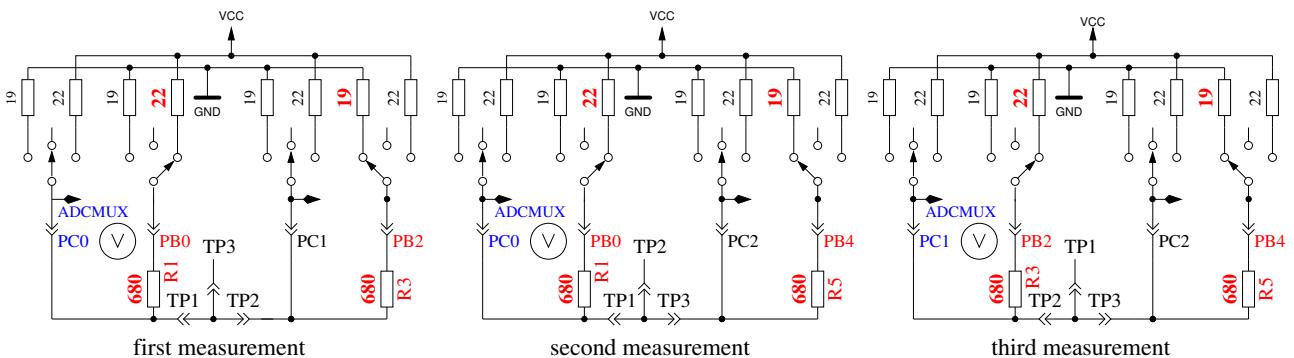 VCC
19
22
19
22
GND
19
22
19
22
ADCMUX
PC0
V
PB0
TP3
PC1
PB2
680
R1
TP1
TP2
680
R3
first measurement
VCC
19
22
19
22
GND
19
22
19
22
ADCMUX
PC0
V
PB0
TP2
PC2
PB4
680
R1
TP1
TP3
680
R5
second measurement
VCC
19
22
19
22
GND
19
22
19
22
ADCMUX
PC1
V
PB2
TP1
PC2
PB4
680
R3
TP2
TP3
680
R5
third measurement